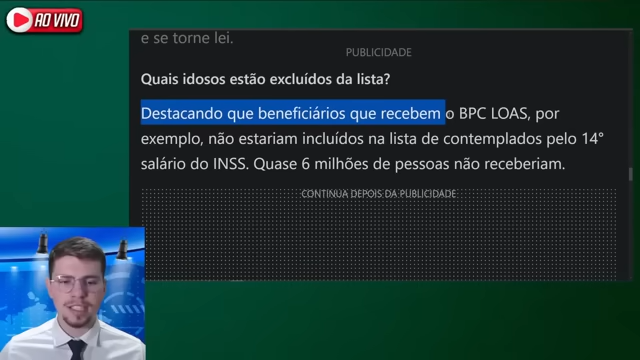 AO VIVO
e se torne lei.
PUBLICIDADE
Quais idosos estão excluídos da lista?
Destacando que beneficiários que recebem o BPC LOAS, por
exemplo, não estariam incluídos na lista de contemplados pelo 14°
salário do INSS. Quase 6 milhões de pessoas não receberiam.
CONTINUA DEPOIS DA PUBLICIDADE